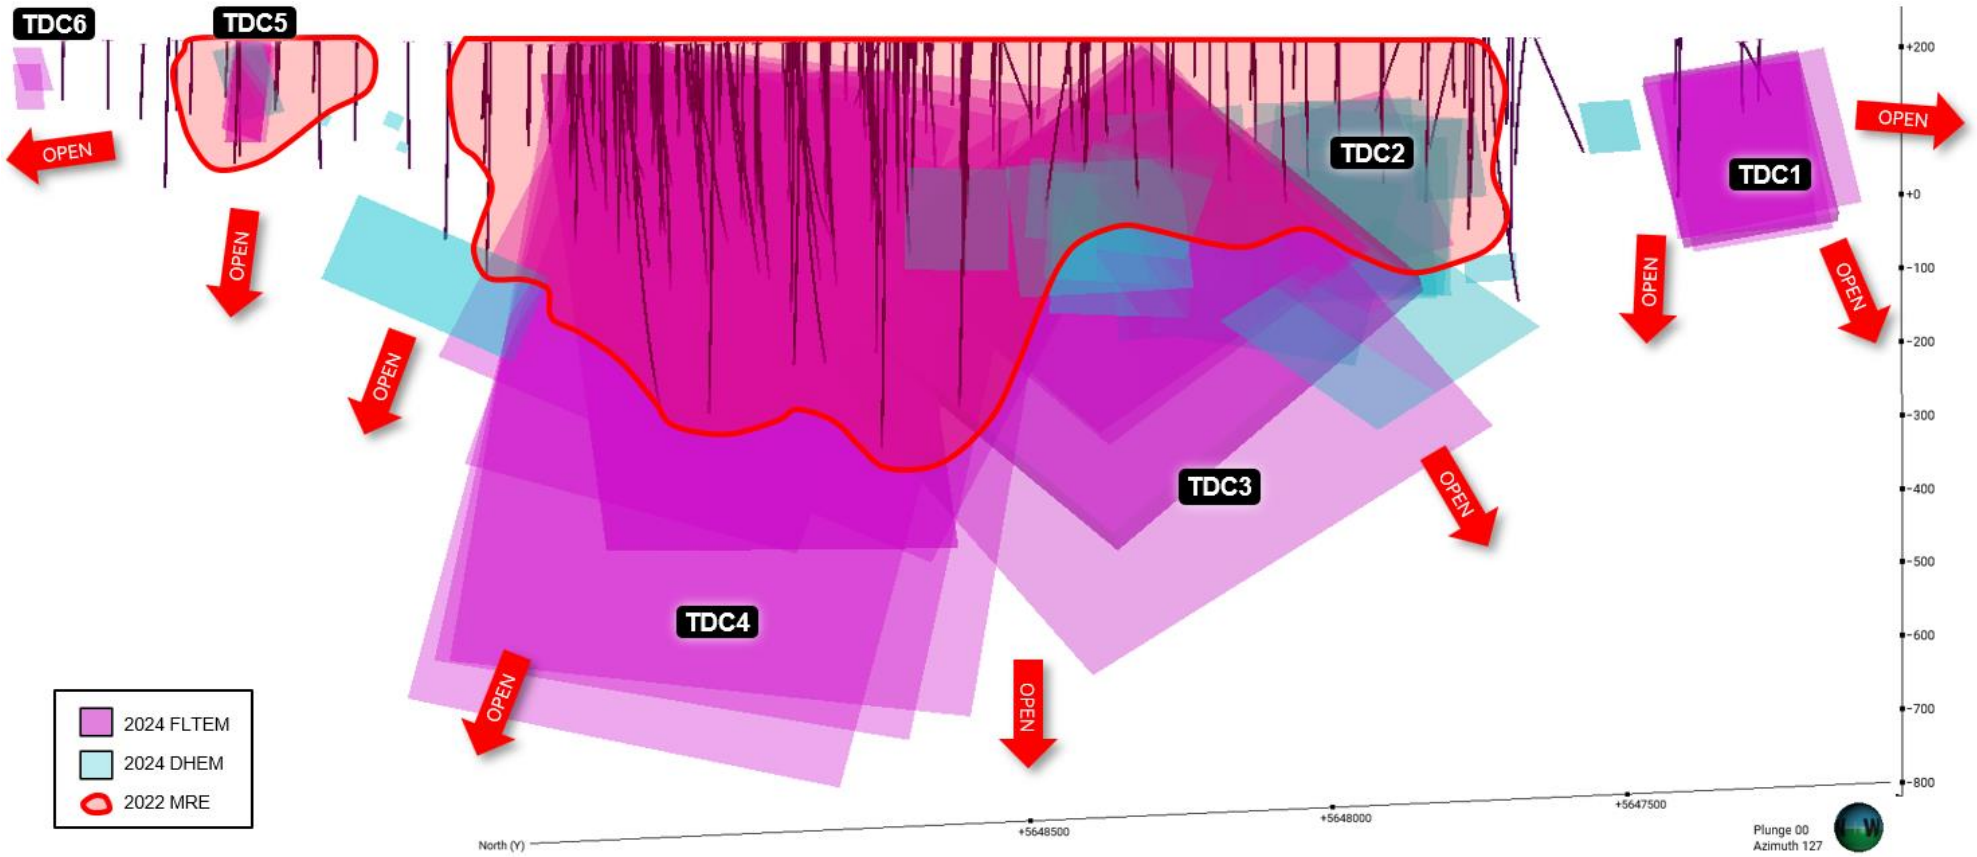 TDC6
TDC5
+200
OPEN
TDC2
TDC1
OPEN
+0
OPEN
OPEN
OPEN
-100
-200
OPEN
-300
-400
TDC3
OPEN
-500
TDC4
-600
OPEN
OPEN
-700
2024 FLTEM
2024 DHEM
2022 MRE
-800
+5647500
+5648000
+5648500
North (Y)
Plunge 00
Azimuth 127
W